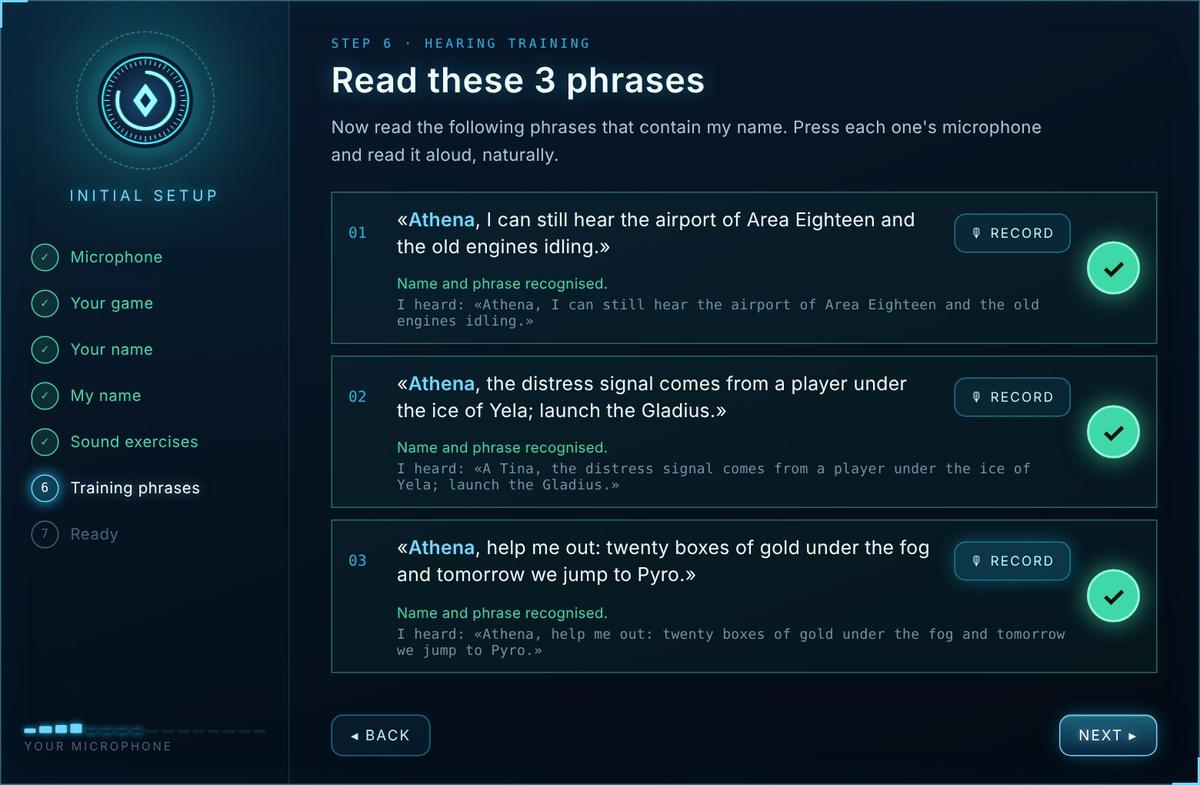 INITIAL SETUP
✓ Microphone
✓ Your game
✓ Your name
✓ My name
✓ Sound exercises
6 Training phrases
7 Ready
YOUR MICROPHONE
STEP 6 · HEARING TRAINING
Read these 3 phrases
Now read the following phrases that contain my name. Press each one's microphone
and read it aloud, naturally.
01
«Athena, I can still hear the airport of Area Eighteen and
the old engines idling.»
RECORD
Name and phrase recognised.
I heard: «Athena, I can still hear the airport of Area Eighteen and the old
engines idling.»
02
«Athena, the distress signal comes from a player under
the ice of Yela; launch the Gladius.»
RECORD
Name and phrase recognised.
I heard: «A Tina, the distress signal comes from a player under the ice of
Yela; launch the Gladius.»
03
«Athena, help me out: twenty boxes of gold under the fog
and tomorrow we jump to Pyro.»
RECORD
Name and phrase recognised.
I heard: «Athena, help me out: twenty boxes of gold under the fog and tomorrow
we jump to Pyro.»
◂ BACK
NEXT ▸